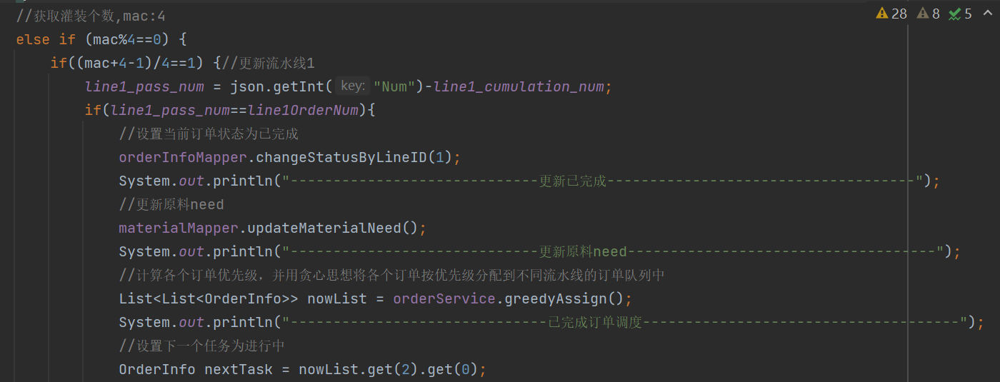 //获取灌装个数,mac:4
28 8 5
else if (mac%4==0) {
if((mac+4-1)/4==1) {//更新流水线1
line1_pass_num = json.getInt( key: "Num")-line1_cumulation_num;
if(line1_pass_num==line1OrderNum){
//设置当前订单状态为已完成
orderInfoMapper.changeStatusByLineID(1);
System.out.println("-----------------------------更新已完成------------------------------------");
//更新原料need
materialMapper.updateMaterialNeed();
System.out.println("-----------------------------更新原料need------------------------------------");
//计算各个订单优先级，并用贪心思想将各个订单按优先级分配到不同流水线的订单队列中
List<List<OrderInfo>> nowList = orderService.greedyAssign();
System.out.println("------------------------------已完成订单调度-------------------------------------");
//设置下一个任务为进行中
OrderInfo nextTask = nowList.get(2).get(0);